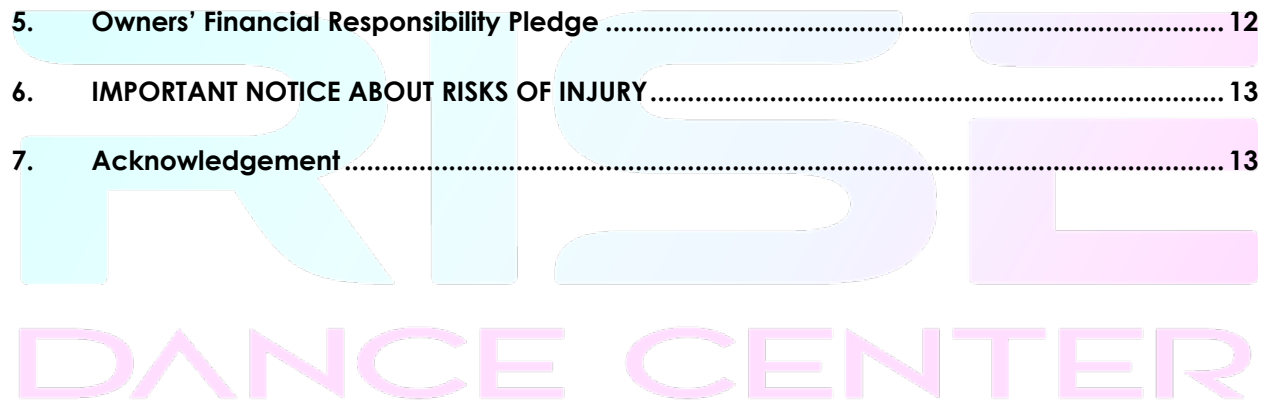 5. Owners’ Financial Responsibility Pledge ................................................................................... 12
6. IMPORTANT NOTICE ABOUT RISKS OF INJURY............................................................................. 13
7. Acknowledgement...................................................................................................................... 13
RISE
DANCE CENTER